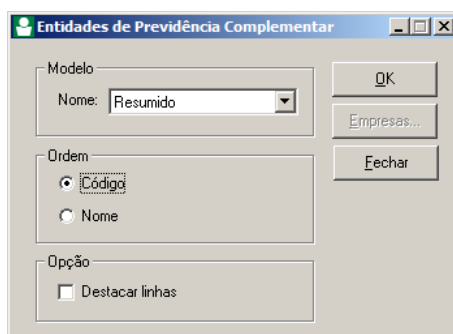 Entidades de Previdência Complementar
Modelo
Nome: Resumido
OK
Empresas...
Fechar
Ordem
Código
Nome
Opção
Destacar linhas